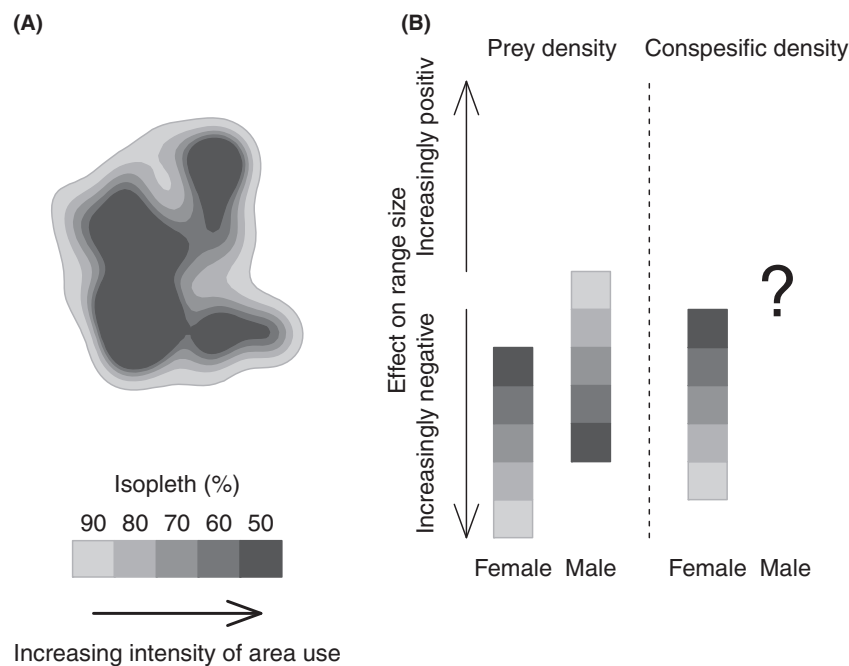 (A)
Isopleth (%)
90 80 70 60 50
Increasing intensity of area use
(B)
Prey density
Conspesific density
Effect on range size
Increasingly positiv
Increasingly negative
?
Female Male
Female Male